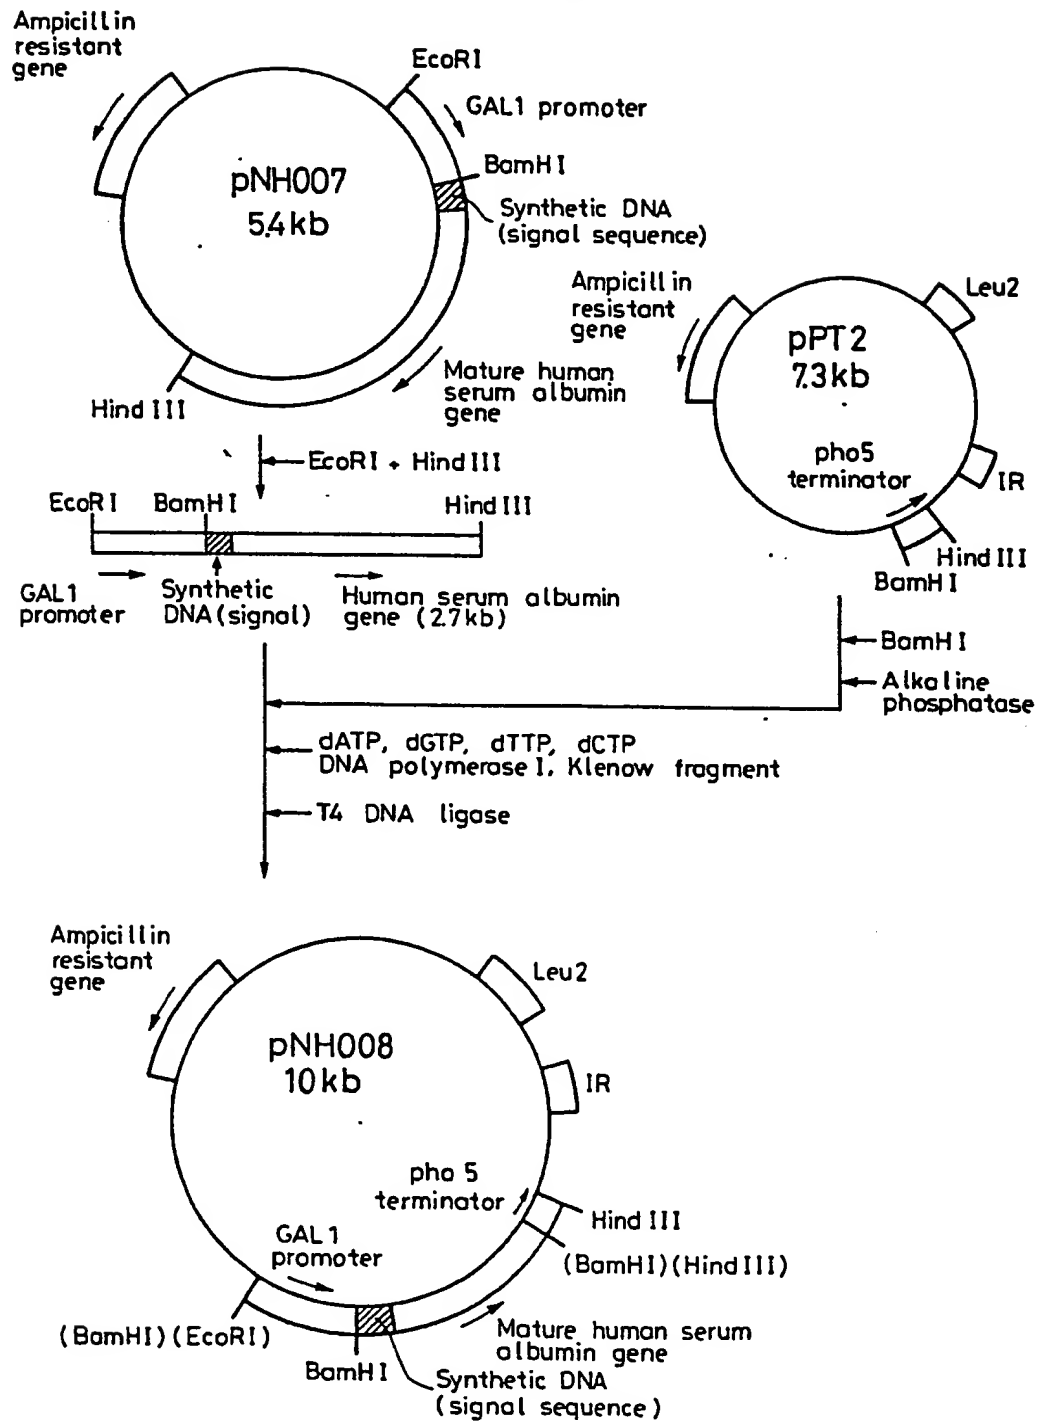 Ampicillin
resistant
gene
EcoRI
GAL1 promoter
BamHI
pNH007
5.4kb
Synthetic DNA
(signal sequence)
Mature human
serum albumin
gene
Hind III
Ampicillin
resistant
gene
Leu2
pPT2
7.3kb
pho5
terminator
IR
Hind III
BamHI
EcoRI + Hind III
EcoRI BamHI Hind III
GAL1
promoter
Synthetic
DNA (signal)
Human serum albumin
gene (2.7kb)
BamHI
Alkaline
phosphatase
dATP, dGTP, dTTP, dCTP
DNA polymerase I, Klenow fragment
T4 DNA ligase
Ampicillin
resistant
gene
Leu2
pNH008
10kb
IR
pho 5
terminator
Hind III
(BamHI)(Hind III)
GAL1
promoter
(BamHI)(EcoRI)
BamHI
Mature human serum
albumin gene
Synthetic DNA
(signal sequence)